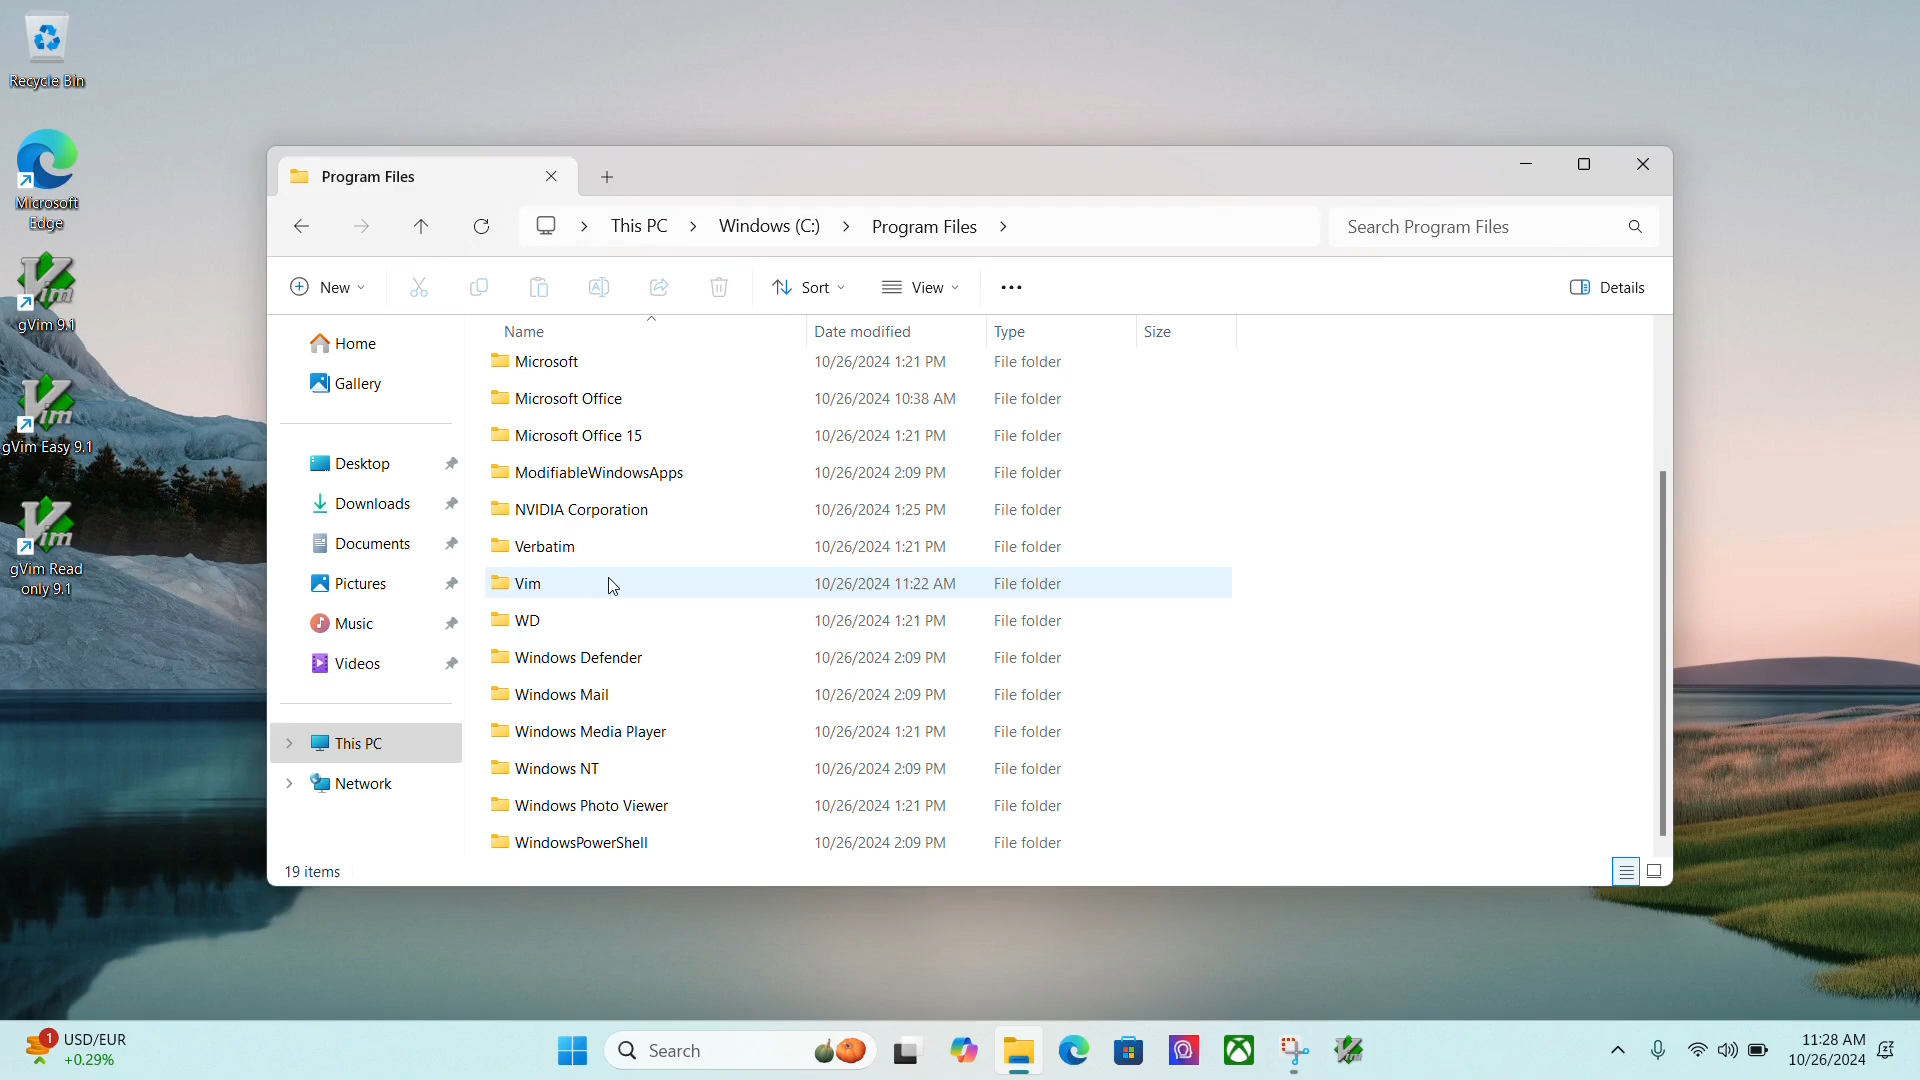 Recycle Bin
Microsoft
Edge
gVim 9.1
gVim Easy 9.1
gVim Read
only 9.1
Program Files
This PC
Windows (C:)
Program Files
Search Program Files
New
Sort
View
Details
Home
Gallery
Desktop
Downloads
Documents
Pictures
Music
Videos
This PC
Network
Name Date modified Type Size
Microsoft 10/26/2024 1:21 PM File folder
Microsoft Office 10/26/2024 10:38 AM File folder
Microsoft Office 15 10/26/2024 1:21 PM File folder
ModifiableWindowsApps 10/26/2024 2:09 PM File folder
NVIDIA Corporation 10/26/2024 1:25 PM File folder
Verbatim 10/26/2024 1:21 PM File folder
Vim 10/26/2024 11:22 AM File folder
WD 10/26/2024 1:21 PM File folder
Windows Defender 10/26/2024 2:09 PM File folder
Windows Mail 10/26/2024 2:09 PM File folder
Windows Media Player 10/26/2024 1:21 PM File folder
Windows NT 10/26/2024 2:09 PM File folder
Windows Photo Viewer 10/26/2024 1:21 PM File folder
WindowsPowerShell 10/26/2024 2:09 PM File folder
19 items
1
USD/EUR
+0.29%
Search
11:28 AM
10/26/2024